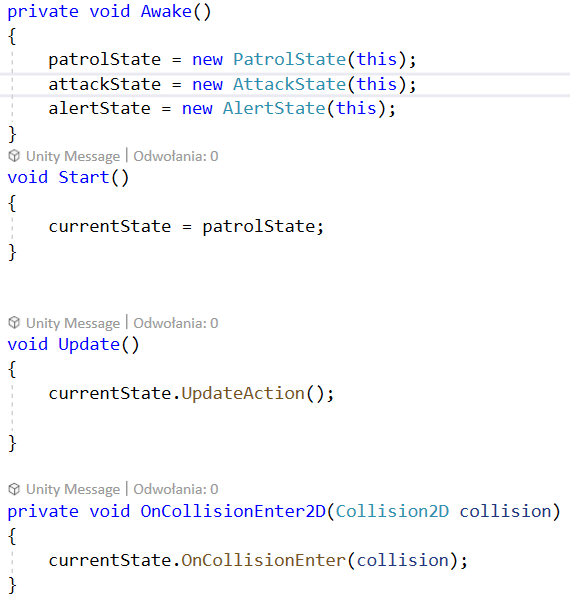 private void Awake()
{
    patrolState = new PatrolState(this);
    attackState = new AttackState(this);
    alertState = new AlertState(this);
}
Unity Message | Odwołania: 0
void Start()
{
    currentState = patrolState;
}
Unity Message | Odwołania: 0
void Update()
{
    currentState.UpdateAction();
}
Unity Message | Odwołania: 0
private void OnCollisionEnter2D(Collision2D collision)
{
    currentState.OnCollisionEnter(collision);
}